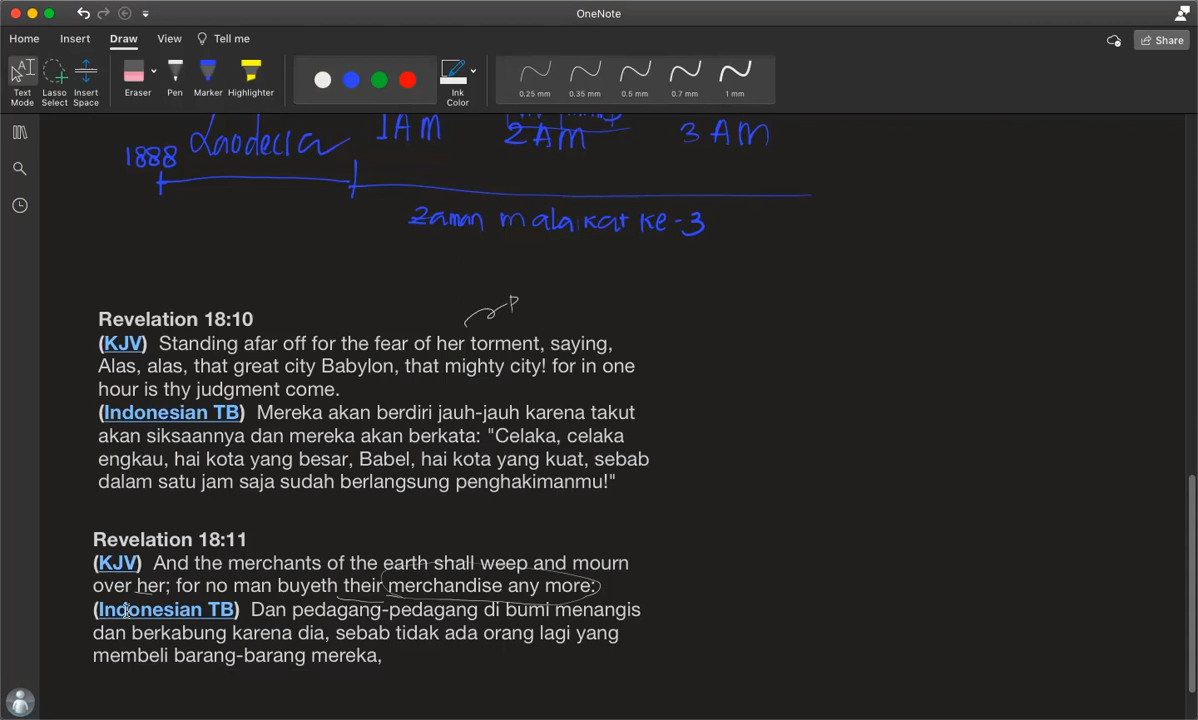 OneNote
Home Insert Draw View Tell me
Share
Text Mode
Lasso Select
Insert Space
Eraser
Pen
Marker
Highlighter
Ink Color
0.25 mm
0.35 mm
0.5 mm
0.7 mm
1 mm
1888 Laodecia 1AM 2AM 3AM
Zaman malaikat ke-3
P
Revelation 18:10
(KJV) Standing afar off for the fear of her torment, saying,
Alas, alas, that great city Babylon, that mighty city! for in one
hour is thy judgment come.
(Indonesian TB) Mereka akan berdiri jauh-jauh karena takut
akan siksaannya dan mereka akan berkata: "Celaka, celaka
engkau, hai kota yang besar, Babel, hai kota yang kuat, sebab
dalam satu jam saja sudah berlangsung penghakimanmu!"
Revelation 18:11
(KJV) And the merchants of the earth shall weep and mourn
over her; for no man buyeth their merchandise any more:
(Indonesian TB) Dan pedagang-pedagang di bumi menangis
dan berkabung karena dia, sebab tidak ada orang lagi yang
membeli barang-barang mereka,